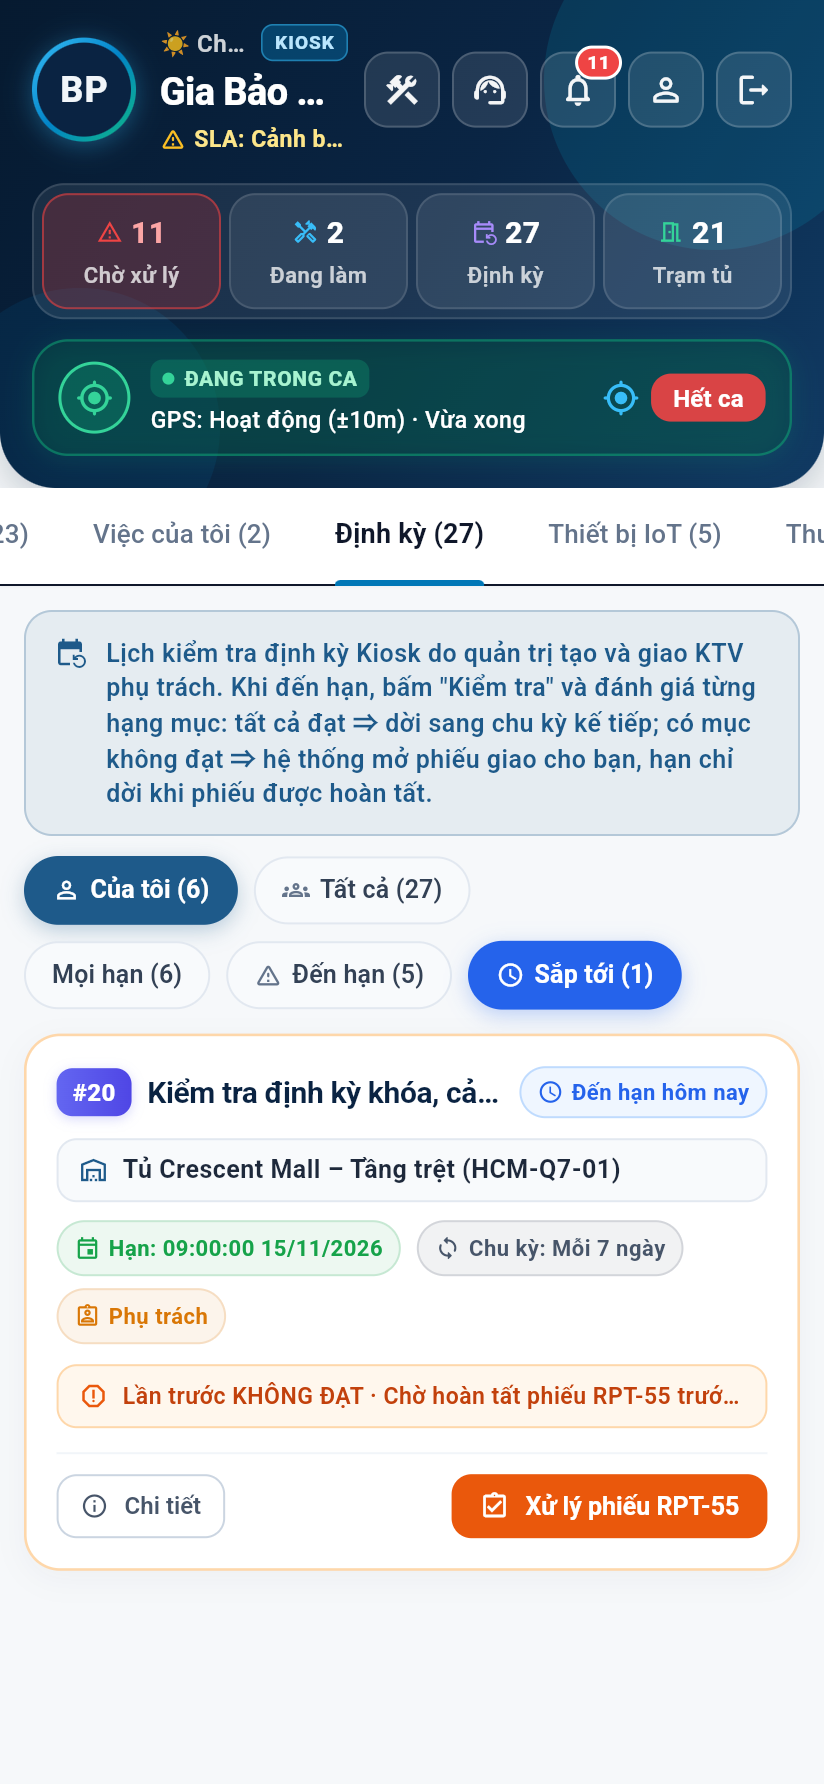 BP
Ch...
KIOSK
Gia Bảo ...
SLA: Cảnh b...
11
11
Chờ xử lý
2
Đang làm
27
Định kỳ
21
Trạm tủ
ĐANG TRONG CA
GPS: Hoạt động (±10m) · Vừa xong
Hết ca
23)
Việc của tôi (2)
Định kỳ (27)
Thiết bị IoT (5)
Thu
Lịch kiểm tra định kỳ Kiosk do quản trị tạo và giao KTV
phụ trách. Khi đến hạn, bấm "Kiểm tra" và đánh giá từng
hạng mục: tất cả đạt ⇒ dời sang chu kỳ kế tiếp; có mục
không đạt ⇒ hệ thống mở phiếu giao cho bạn, hạn chỉ
dời khi phiếu được hoàn tất.
Của tôi (6)
Tất cả (27)
Mọi hạn (6)
Đến hạn (5)
Sắp tới (1)
#20
Kiểm tra định kỳ khóa, cả...
Đến hạn hôm nay
Tủ Crescent Mall – Tầng trệt (HCM-Q7-01)
Hạn: 09:00:00 15/11/2026
Chu kỳ: Mỗi 7 ngày
Phụ trách
Lần trước KHÔNG ĐẠT · Chờ hoàn tất phiếu RPT-55 trướ...
Chi tiết
Xử lý phiếu RPT-55